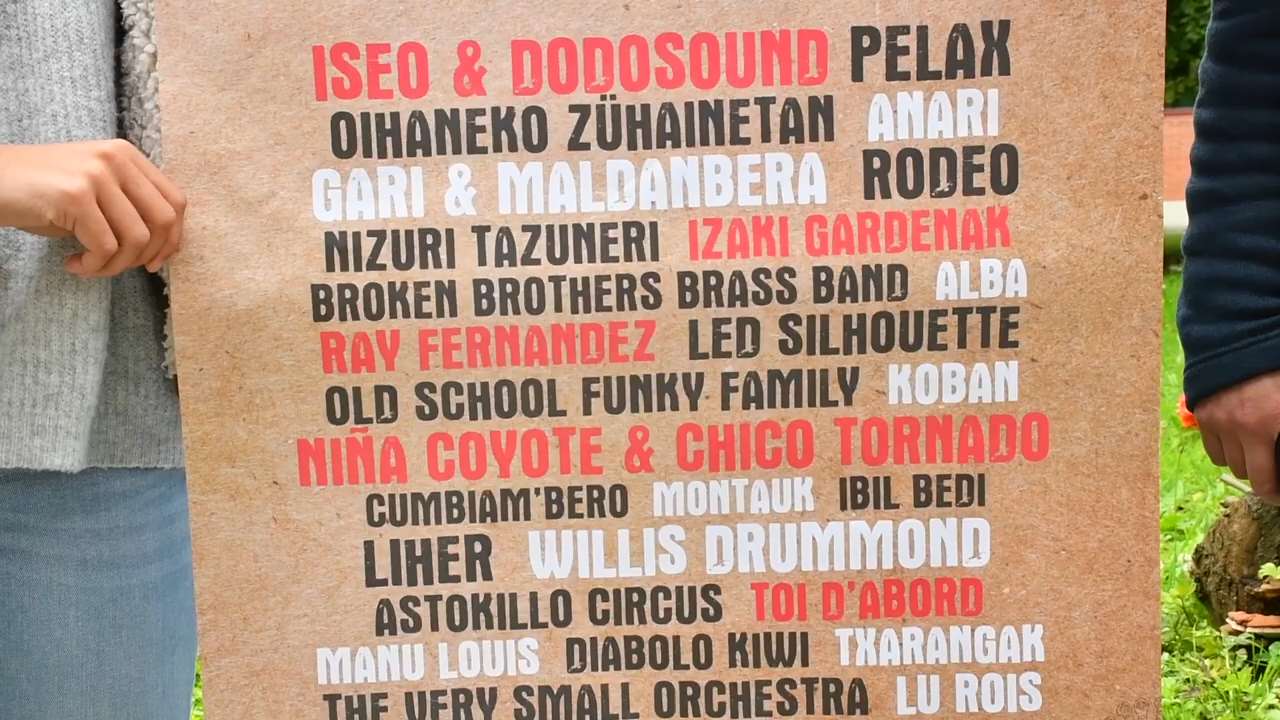 ISEO & DODOSOUND PELAX
OIHANEKO ZÜHAINETAN ANARI
GARI & MALDANBERA RODEO
NIZURI TAZUNERI IZAKI GARDENAK
BROKEN BROTHERS BRASS BAND ALBA
RAY FERNANDEZ LED SILHOUETTE
OLD SCHOOL FUNKY FAMILY KOBAN
NIÑA COYOTE & CHICO TORNADO
CUMBIAM'BERO MONTAUK IBIL BEDI
LIHER WILLIS DRUMMOND
ASTOKILLO CIRCUS TOI D'ABORD
MANU LOUIS DIABOLO KIWI TXARANGAK
THE VERY SMALL ORCHESTRA LU ROIS